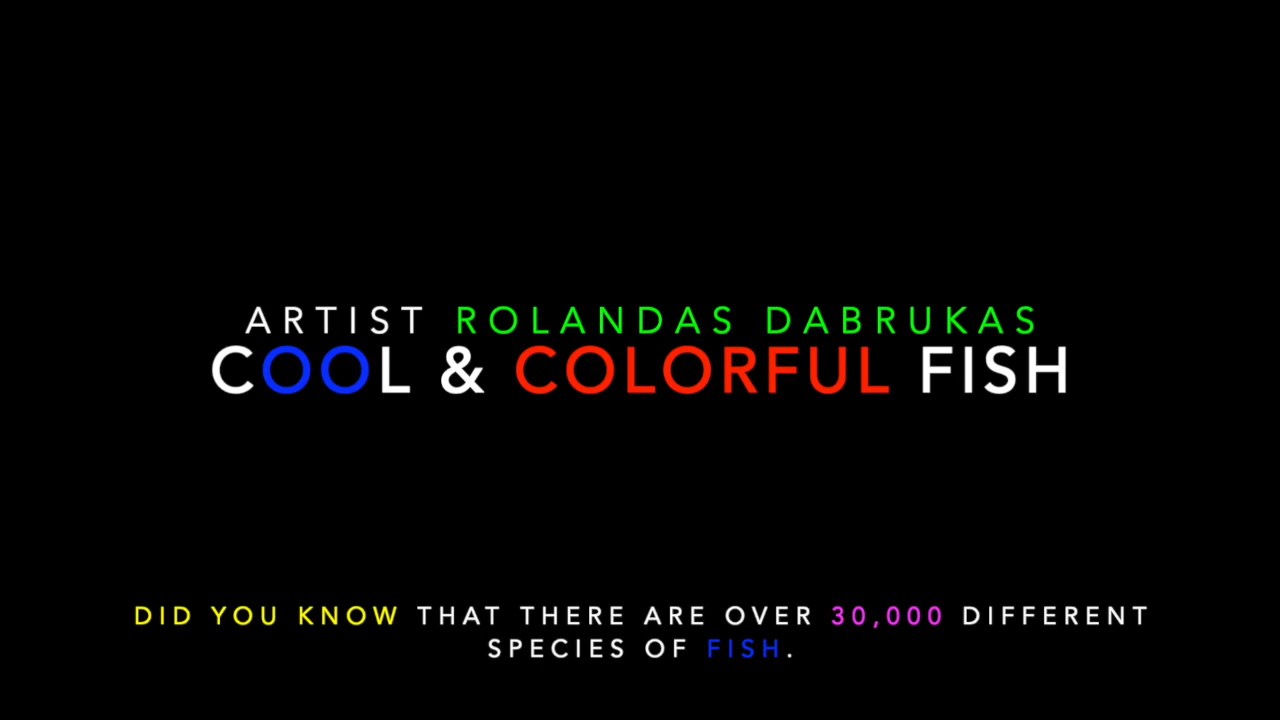 ARTIST ROLANDAS DABRUKAS
COOL & COLORFUL FISH
DID YOU KNOW THAT THERE ARE OVER 30,000 DIFFERENT
SPECIES OF FISH.